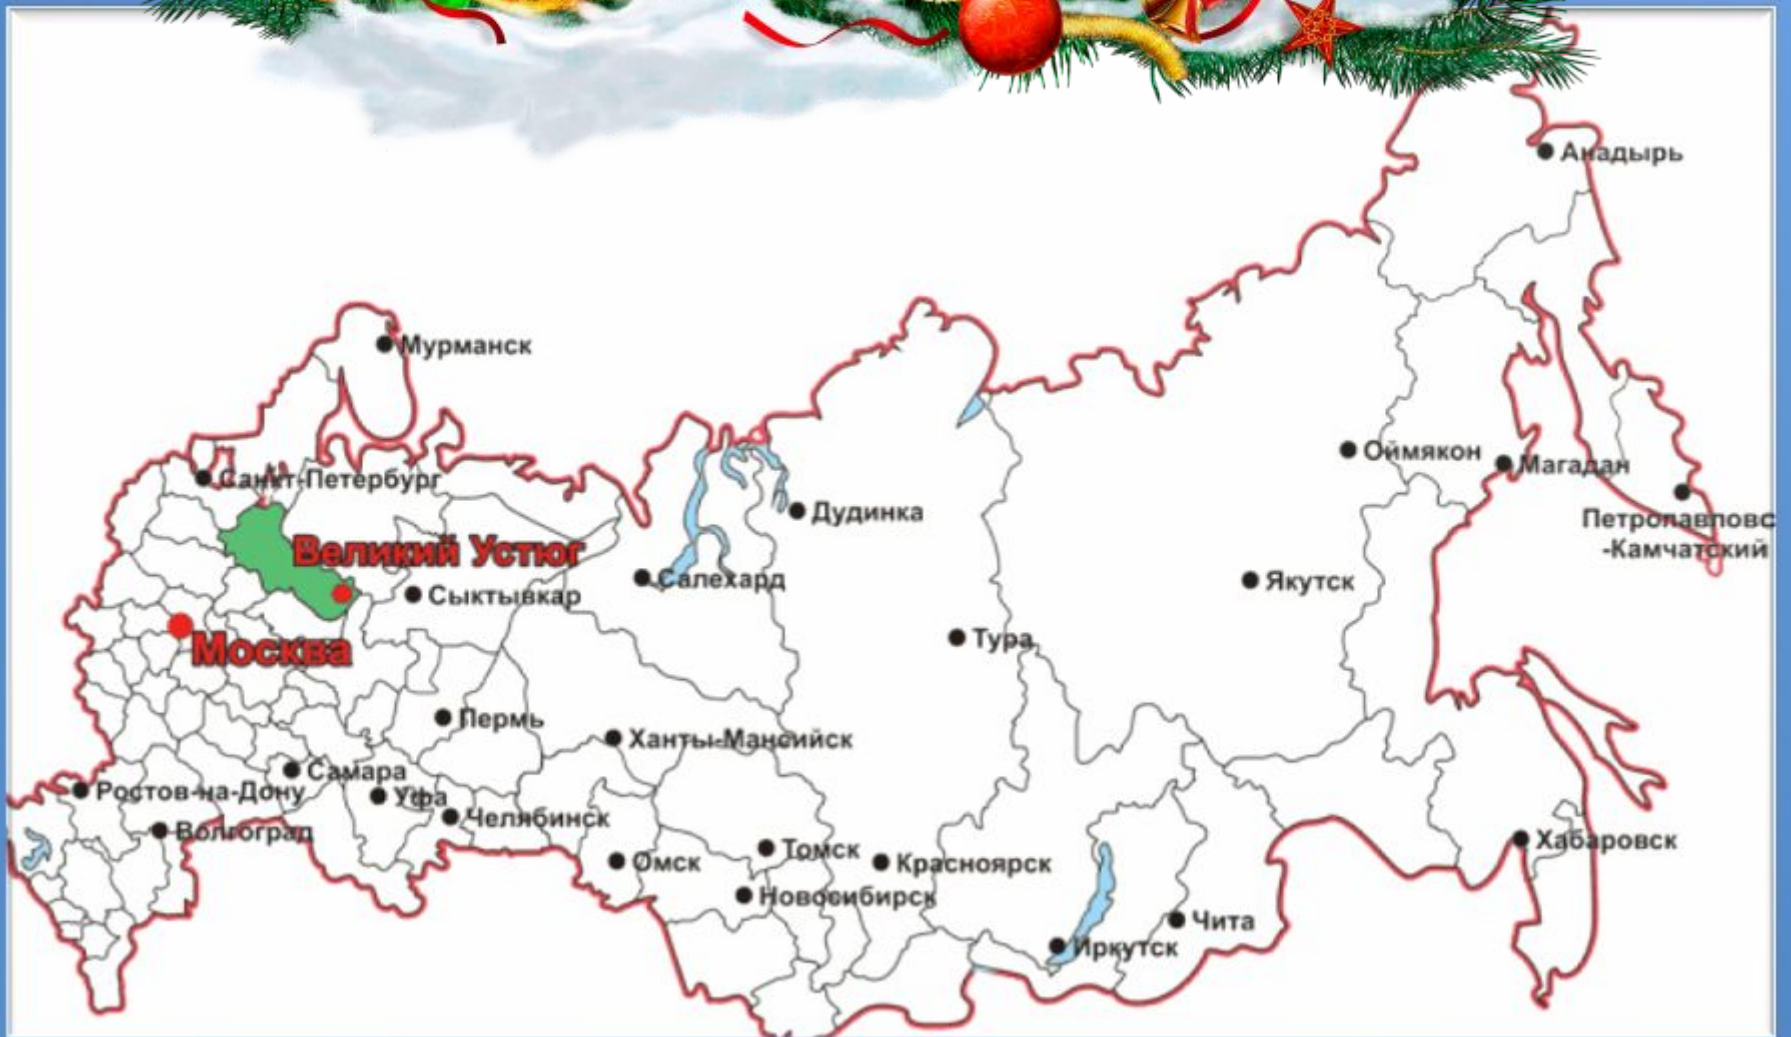 Анадырь
Мурманск
Оймякон
Магадан
Санкт-Петербург
Петропавловс
-Камчатский
Дудинка
Великий Устюг
Салехард
Якутск
Сыктывкар
Москва
Тура
Пермь
Ханты-Мансийск
Самара
Ростов-на-Дону
Уфа
Челябинск
Волгоград
Хабаровск
Томск
Омск
Красноярск
Новосибирск
Чита
Иркутск